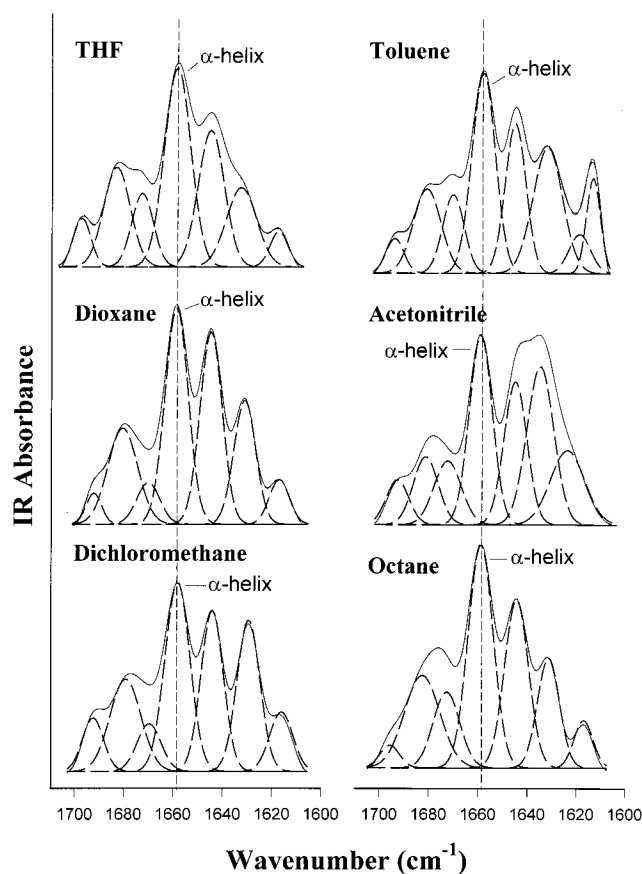 THF
α-helix
Toluene
α-helix
Dioxane
α-helix
Acetonitrile
α-helix
Dichloromethane
α-helix
Octane
α-helix
IR Absorbance
1700 1680 1660 1640 1620 1600
1700 1680 1660 1640 1620 1600
Wavenumber (cm⁻¹)